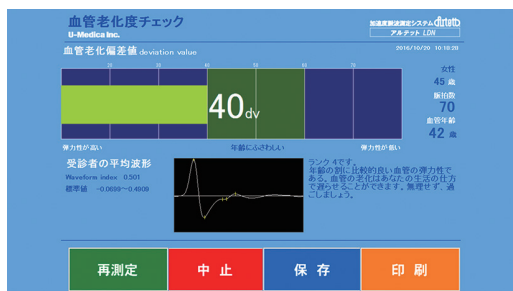 血管老化度チェック
U-Medica Inc.
加速度脈波測定システム
アルテット LDN
血管老化偏差値 deviation value
2016/10/20 10:10:20
20 30 40 50 60 70
40dv
女性
45 歳
脈拍数
70
血管年齢
42 歳
弾力性が高い 年齢にふさわしい 弾力性が低い
受診者の平均波形
Waveform index 0.501
標準値 -0.0699～0.4909
ランク 4です。
年齢の割に比較的良い血管の弾力性で
ある。血管の老化はあなたの生活の仕方
で遅らせることができます。無理せず、過
ごしましょう。
再測定 中 止 保 存 印 刷